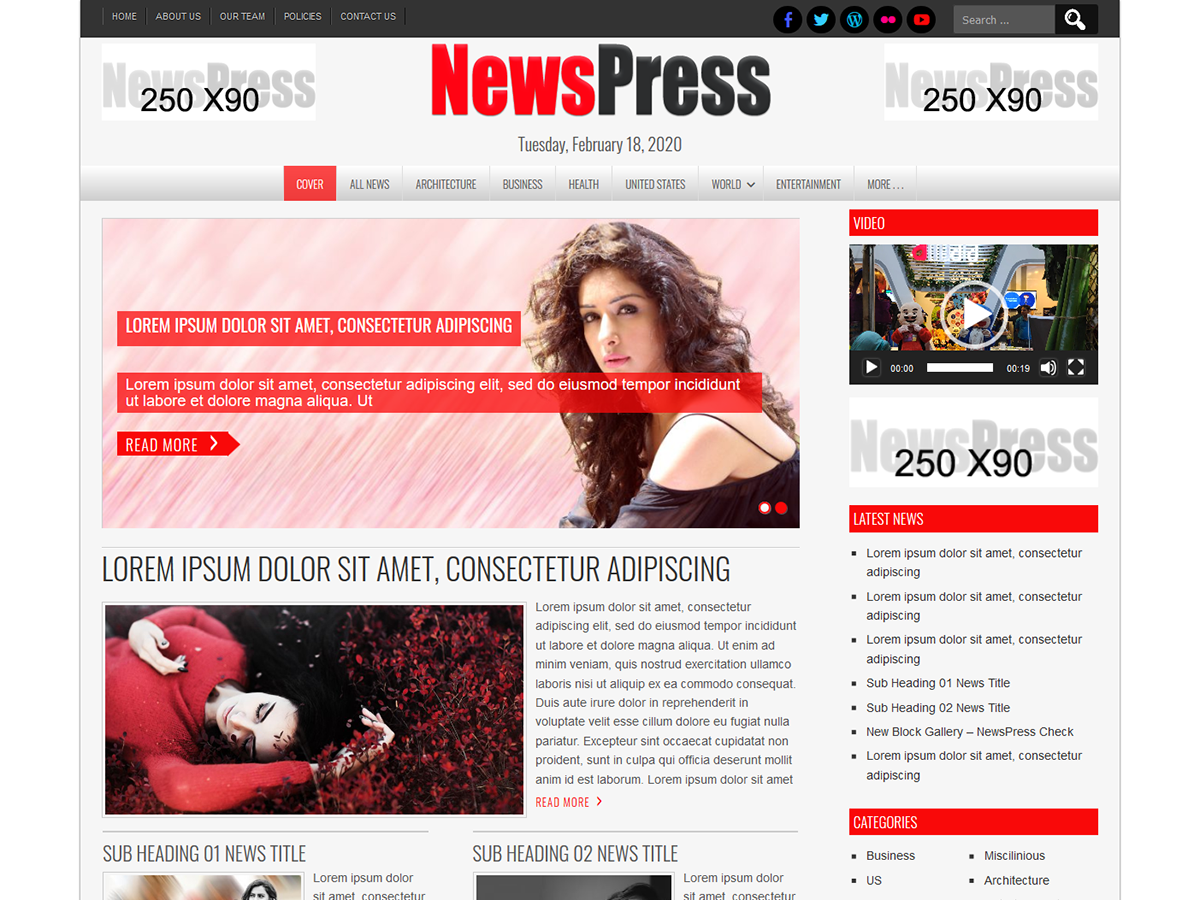 HOME
ABOUT US
OUR TEAM
POLICIES
CONTACT US
Search ...
NewsPress
250 X90
NewsPress
NewsPress
250 X90
Tuesday, February 18, 2020
COVER
ALL NEWS
ARCHITECTURE
BUSINESS
HEALTH
UNITED STATES
WORLD
ENTERTAINMENT
MORE . . .
LOREM IPSUM DOLOR SIT AMET, CONSECTETUR ADIPISCING
Lorem ipsum dolor sit amet, consectetur adipiscing elit, sed do eiusmod tempor incididunt
ut labore et dolore magna aliqua. Ut
READ MORE
LOREM IPSUM DOLOR SIT AMET, CONSECTETUR ADIPISCING
Lorem ipsum dolor sit amet, consectetur
adipiscing elit, sed do eiusmod tempor incididunt
ut labore et dolore magna aliqua. Ut enim ad
minim veniam, quis nostrud exercitation ullamco
laboris nisi ut aliquip ex ea commodo consequat.
Duis aute irure dolor in reprehenderit in
voluptate velit esse cillum dolore eu fugiat nulla
pariatur. Excepteur sint occaecat cupidatat non
proident, sunt in culpa qui officia deserunt mollit
anim id est laborum. Lorem ipsum dolor sit amet
READ MORE
SUB HEADING 01 NEWS TITLE
Lorem ipsum dolor
sit amet, consectetur
SUB HEADING 02 NEWS TITLE
Lorem ipsum dolor
sit amet, consectetur
VIDEO
00:00
00:19
NewsPress
250 X90
LATEST NEWS
Lorem ipsum dolor sit amet, consectetur
adipiscing
Lorem ipsum dolor sit amet, consectetur
adipiscing
Lorem ipsum dolor sit amet, consectetur
adipiscing
Sub Heading 01 News Title
Sub Heading 02 News Title
New Block Gallery – NewsPress Check
Lorem ipsum dolor sit amet, consectetur
adipiscing
CATEGORIES
Business
Miscilinious
US
Architecture